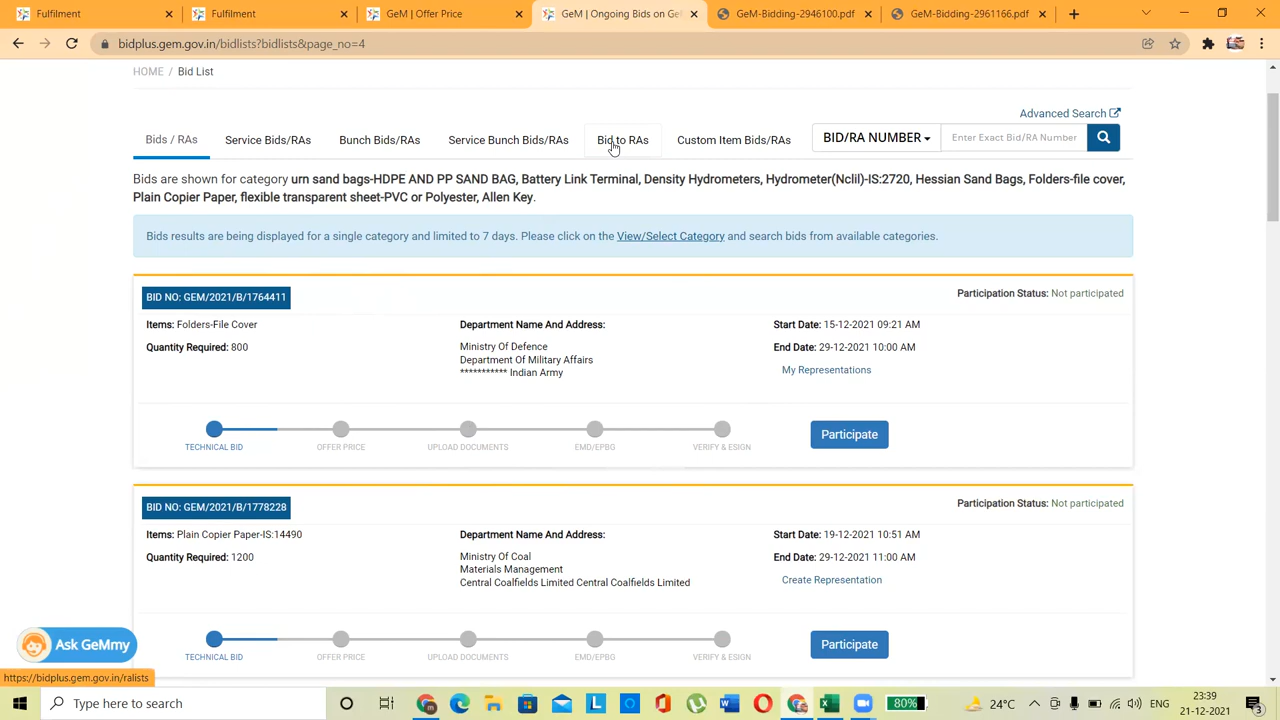 Fulfilment
Fulfilment
GeM | Offer Price
GeM | Ongoing Bids on Ge
GeM-Bidding-2946100.pdf
GeM-Bidding-2961166.pdf
bidplus.gem.gov.in/bidlists?bidlists&page_no=4
HOME / Bid List
Advanced Search
Bids / RAs
Service Bids/RAs
Bunch Bids/RAs
Service Bunch Bids/RAs
Bid to RAs
Custom Item Bids/RAs
BID/RA NUMBER
Enter Exact Bid/RA Number
Bids are shown for category urn sand bags-HDPE AND PP SAND BAG, Battery Link Terminal, Density Hydrometers, Hydrometer(Nclil)-IS:2720, Hessian Sand Bags, Folders-file cover,
Plain Copier Paper, flexible transparent sheet-PVC or Polyester, Allen Key.
Bids results are being displayed for a single category and limited to 7 days. Please click on the View/Select Category and search bids from available categories.
BID NO: GEM/2021/B/1764411
Participation Status: Not participated
Items: Folders-File Cover
Department Name And Address:
Start Date: 15-12-2021 09:21 AM
Quantity Required: 800
Ministry Of Defence
End Date: 29-12-2021 10:00 AM
Department Of Military Affairs
*********** Indian Army
My Representations
TECHNICAL BID
OFFER PRICE
UPLOAD DOCUMENTS
EMD/EPBG
VERIFY & ESIGN
Participate
BID NO: GEM/2021/B/1778228
Participation Status: Not participated
Items: Plain Copier Paper-IS:14490
Department Name And Address:
Start Date: 19-12-2021 10:51 AM
Quantity Required: 1200
Ministry Of Coal
End Date: 29-12-2021 11:00 AM
Materials Management
Central Coalfields Limited Central Coalfields Limited
Create Representation
TECHNICAL BID
OFFER PRICE
UPLOAD DOCUMENTS
EMD/EPBG
VERIFY & ESIGN
Participate
Ask GeMmy
https://bidplus.gem.gov.in/ralists
Type here to search
80%
24°C
ENG
23:39
21-12-2021
3